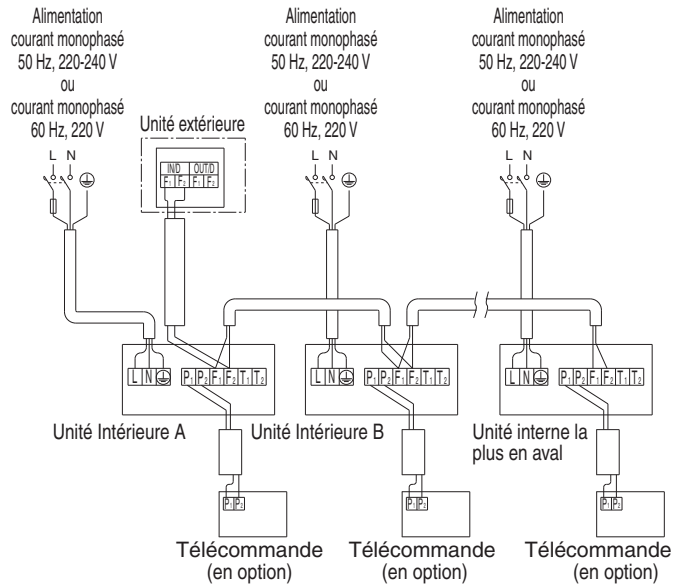 Alimentation
courant monophasé
50 Hz, 220-240 V
ou
courant monophasé
60 Hz, 220 V
L N
Alimentation
courant monophasé
50 Hz, 220-240 V
ou
courant monophasé
60 Hz, 220 V
L N
Alimentation
courant monophasé
50 Hz, 220-240 V
ou
courant monophasé
60 Hz, 220 V
L N
Unité extérieure
IN/D OUT/D
F₁ F₂ F₁ F₂
L N
P₁ P₂ F₁ F₂ T₁ T₂
L N
P₁ P₂ F₁ F₂ T₁ T₂
L N
P₁ P₂ F₁ F₂ T₁ T₂
Unité Intérieure A
Unité Intérieure B
Unité interne la
plus en aval
P₁ P₂
P₁ P₂
P₁ P₂
Télécommande
(en option)
Télécommande
(en option)
Télécommande
(en option)